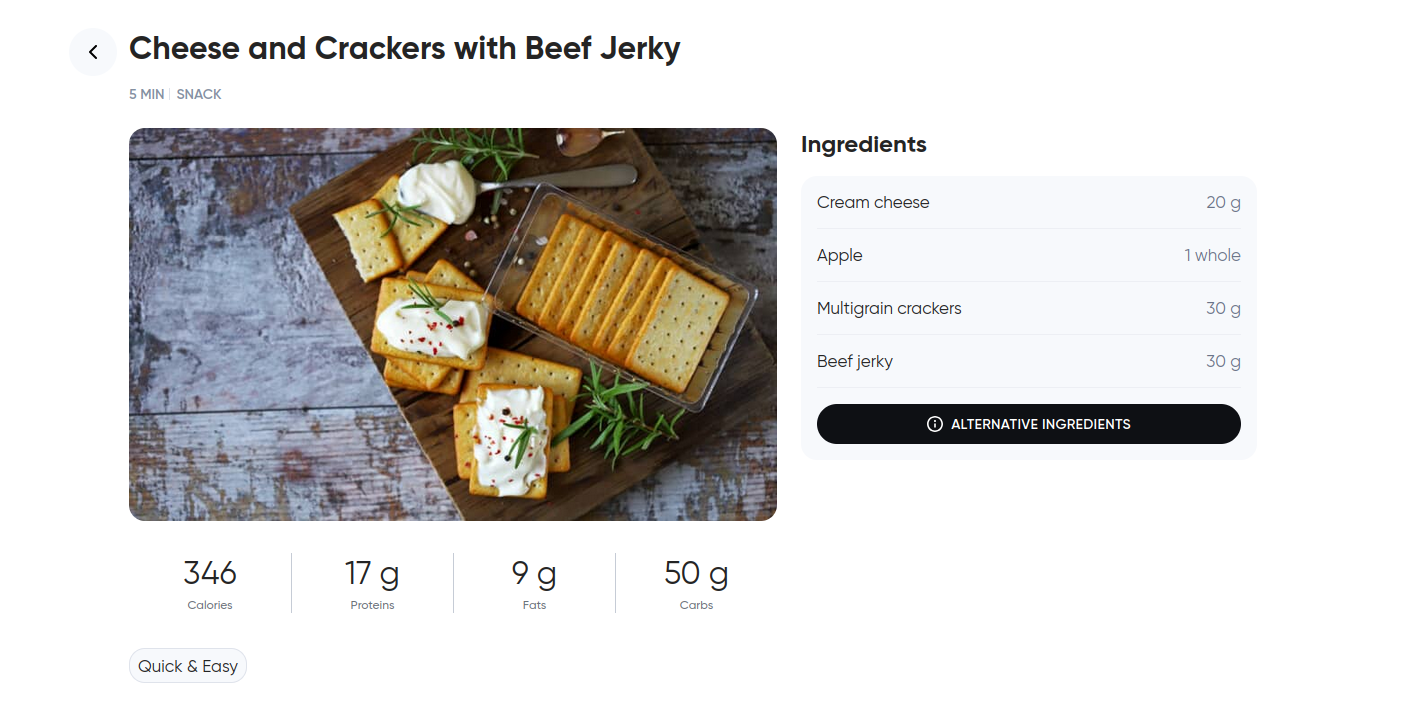 Cheese and Crackers with Beef Jerky
5 MIN | SNACK
Ingredients
Cream cheese 20 g
Apple 1 whole
Multigrain crackers 30 g
Beef jerky 30 g
ALTERNATIVE INGREDIENTS
346 17 g 9 g 50 g
Calories Proteins Fats Carbs
Quick & Easy